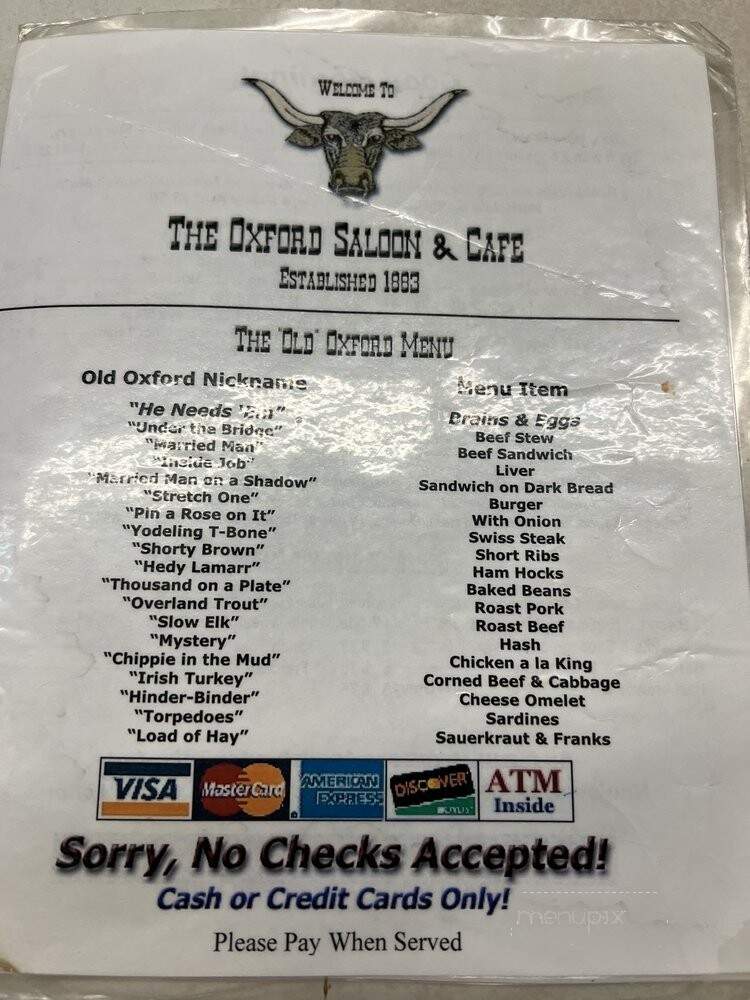 WELCOME TO
THE OXFORD SALOON & CAFE
ESTABLISHED 1883
THE "OLD" OXFORD MENU
Old Oxford Nickname Menu Item
"He Needs 'Em" Brains & Eggs
"Under the Bridge" Beef Stew
"Married Man" Beef Sandwich
"Inside Job" Liver
"Married Man on a Shadow" Sandwich on Dark Bread
"Stretch One" Burger
"Pin a Rose on It" With Onion
"Yodeling T-Bone" Swiss Steak
"Shorty Brown" Short Ribs
"Hedy Lamarr" Ham Hocks
"Thousand on a Plate" Baked Beans
"Overland Trout" Roast Pork
"Slow Elk" Roast Beef
"Mystery" Hash
"Chippie in the Mud" Chicken a la King
"Irish Turkey" Corned Beef & Cabbage
"Hinder-Binder" Cheese Omelet
"Torpedoes" Sardines
"Load of Hay" Sauerkraut & Franks
VISA MasterCard AMERICAN EXPRESS DISCOVER NOVUS ATM Inside
Sorry, No Checks Accepted!
Cash or Credit Cards Only!
menupix
Please Pay When Served